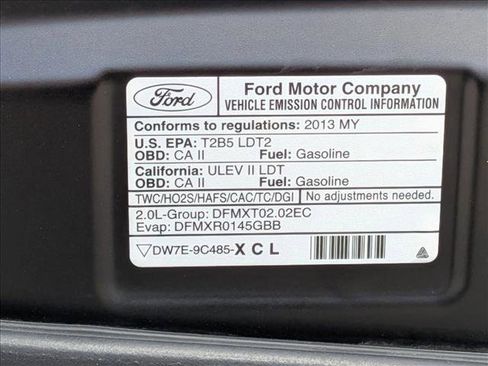 Ford
Ford Motor Company
VEHICLE EMISSION CONTROL INFORMATION
Conforms to regulations: 2013 MY
U.S. EPA: T2B5 LDT2
OBD: CA II Fuel: Gasoline
California: ULEV II LDT
OBD: CA II Fuel: Gasoline
TWC/HO2S/HAFS/CAC/TC/DGI No adjustments needed.
2.0L-Group: DFMXT02.02EC
Evap: DFMXR0145GBB
▽DW7E-9C485-X C L